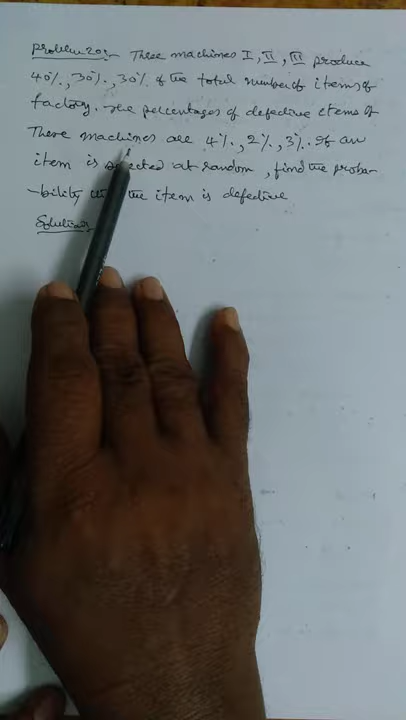 Problem 20:- Three machines I, II, III produce
40%, 30%, 30% of the total number of items of
factory. The percentages of defective items of
There machines are 4%, 2%, 3%. If an
item is selected at random, find the proba-
-bility the item is defective
Solution:-